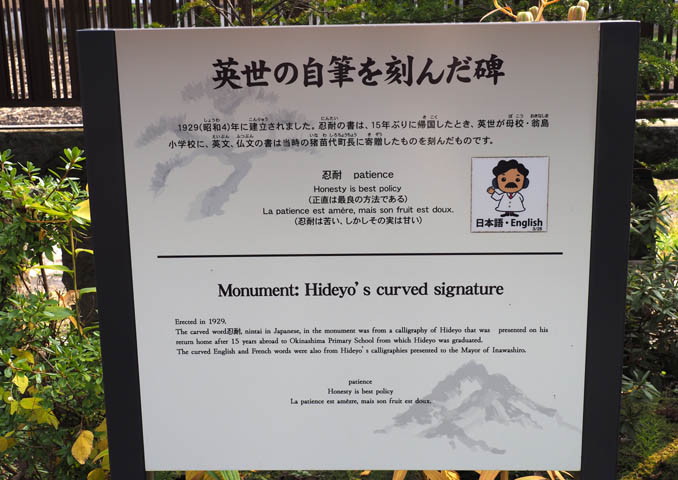 英世の自筆を刻んだ碑
1929(昭和4)年に建立されました。忍耐の書は、15年ぶりに帰国したとき、英世が母校・翁島
小学校に、英文、仏文の書は当時の猪苗代町長に寄贈したものを刻んだものです。
忍耐　patience
Honesty is best policy
(正直は最良の方法である)
La patience est amère, mais son fruit est doux.
(忍耐は苦い、しかしその実は甘い)
日本語・English
3/28
Monument: Hideyo's curved signature
Erected in 1929.
The carved word忍耐, nintai in Japanese, in the monument was from a calligraphy of Hideyo that was presented on his
return home after 15 years abroad to Okinashima Primary School from which Hideyo was graduated.
The curved English and French words were also from Hideyo's calligraphies presented to the Mayor of Inawashiro.
patience
Honesty is best policy
La patience est amère, mais son fruit est doux.